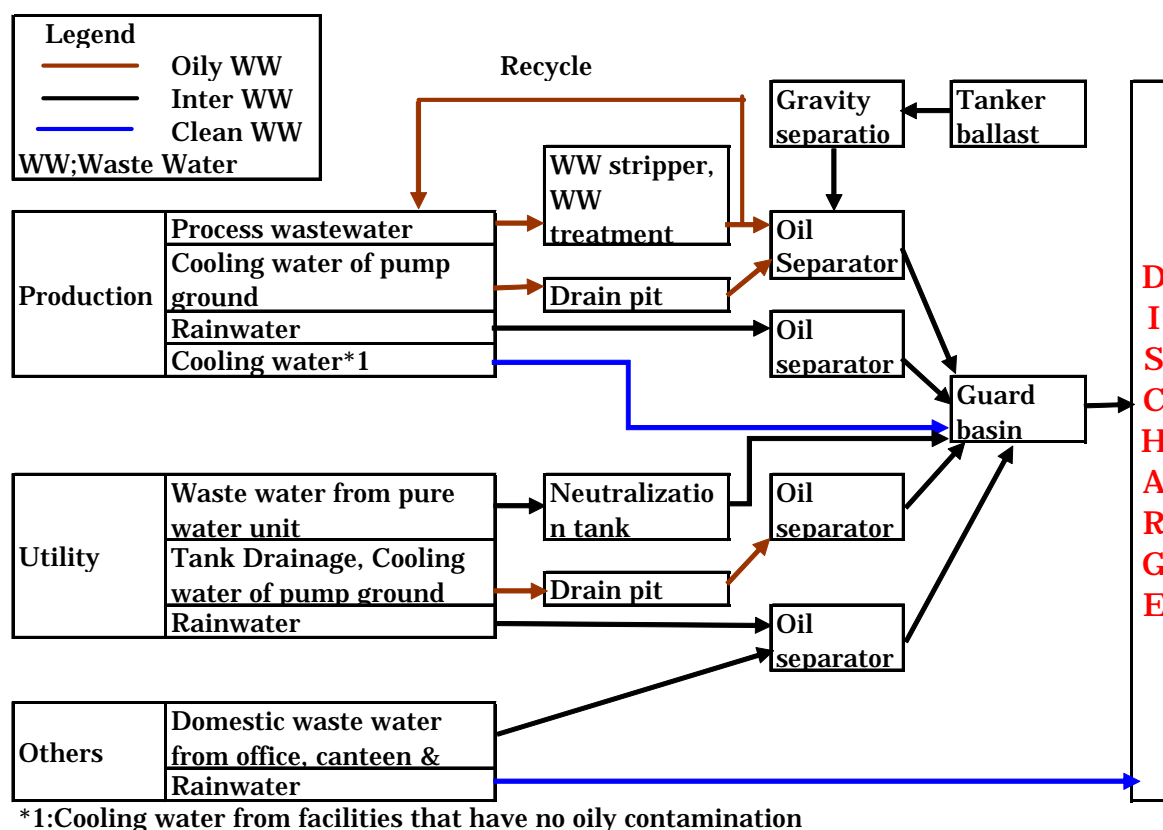 Legend
Oily WW
Inter WW
Clean WW
WW;Waste Water
Recycle
Gravity
separatio
Tanker
ballast
WW stripper,
WW
treatment
Oil
Separator
Production
Process wastewater
Cooling water of pump
ground
Drain pit
Rainwater
Oil
separator
Cooling water*1
Guard
basin
Utility
Waste water from pure
water unit
Neutralizatio
n tank
Oil
separator
Tank Drainage, Cooling
water of pump ground
Drain pit
Rainwater
Oil
separator
Others
Domestic waste water
from office, canteen &
Rainwater
D
I
S
C
H
A
R
G
E
*1:Cooling water from facilities that have no oily contamination